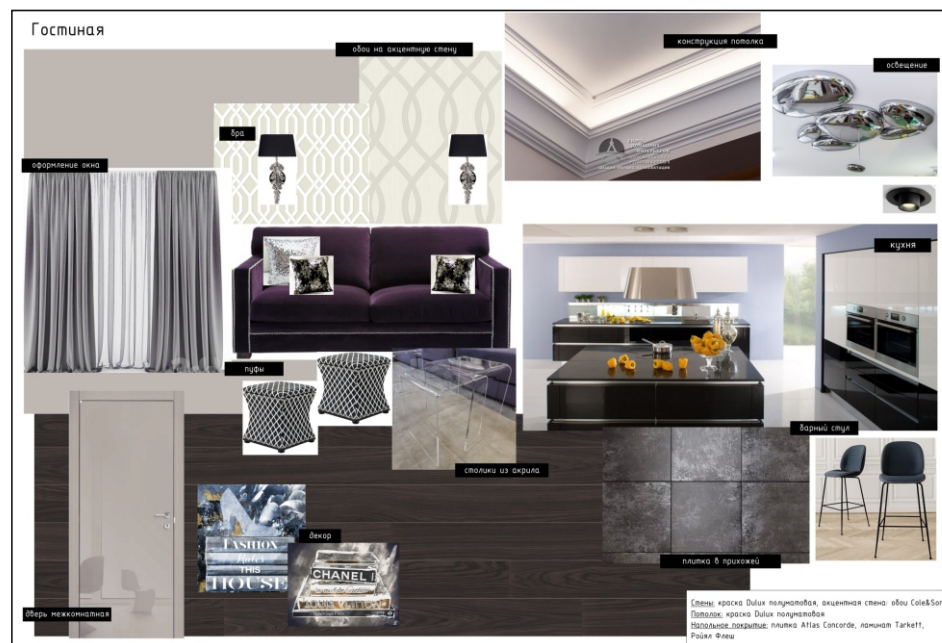 Гостиная
обои на акцентную стену
конструкция потолка
освещение
бра
оформление окна
кухня
пуфы
столики из акрила
барный стул
FASHION
Rules
THIS
HOUSE
декор
CHANEL
плитка в прихожей
дверь межкомнатная
Стены: краска Dulux полуматовая, акцентная стена: обои Cole&Son
Потолок: краска Dulux полуматовая
Напольное покрытие: плитка Atlas Concorde, ламинат Tarkett,
Ройял Флеш